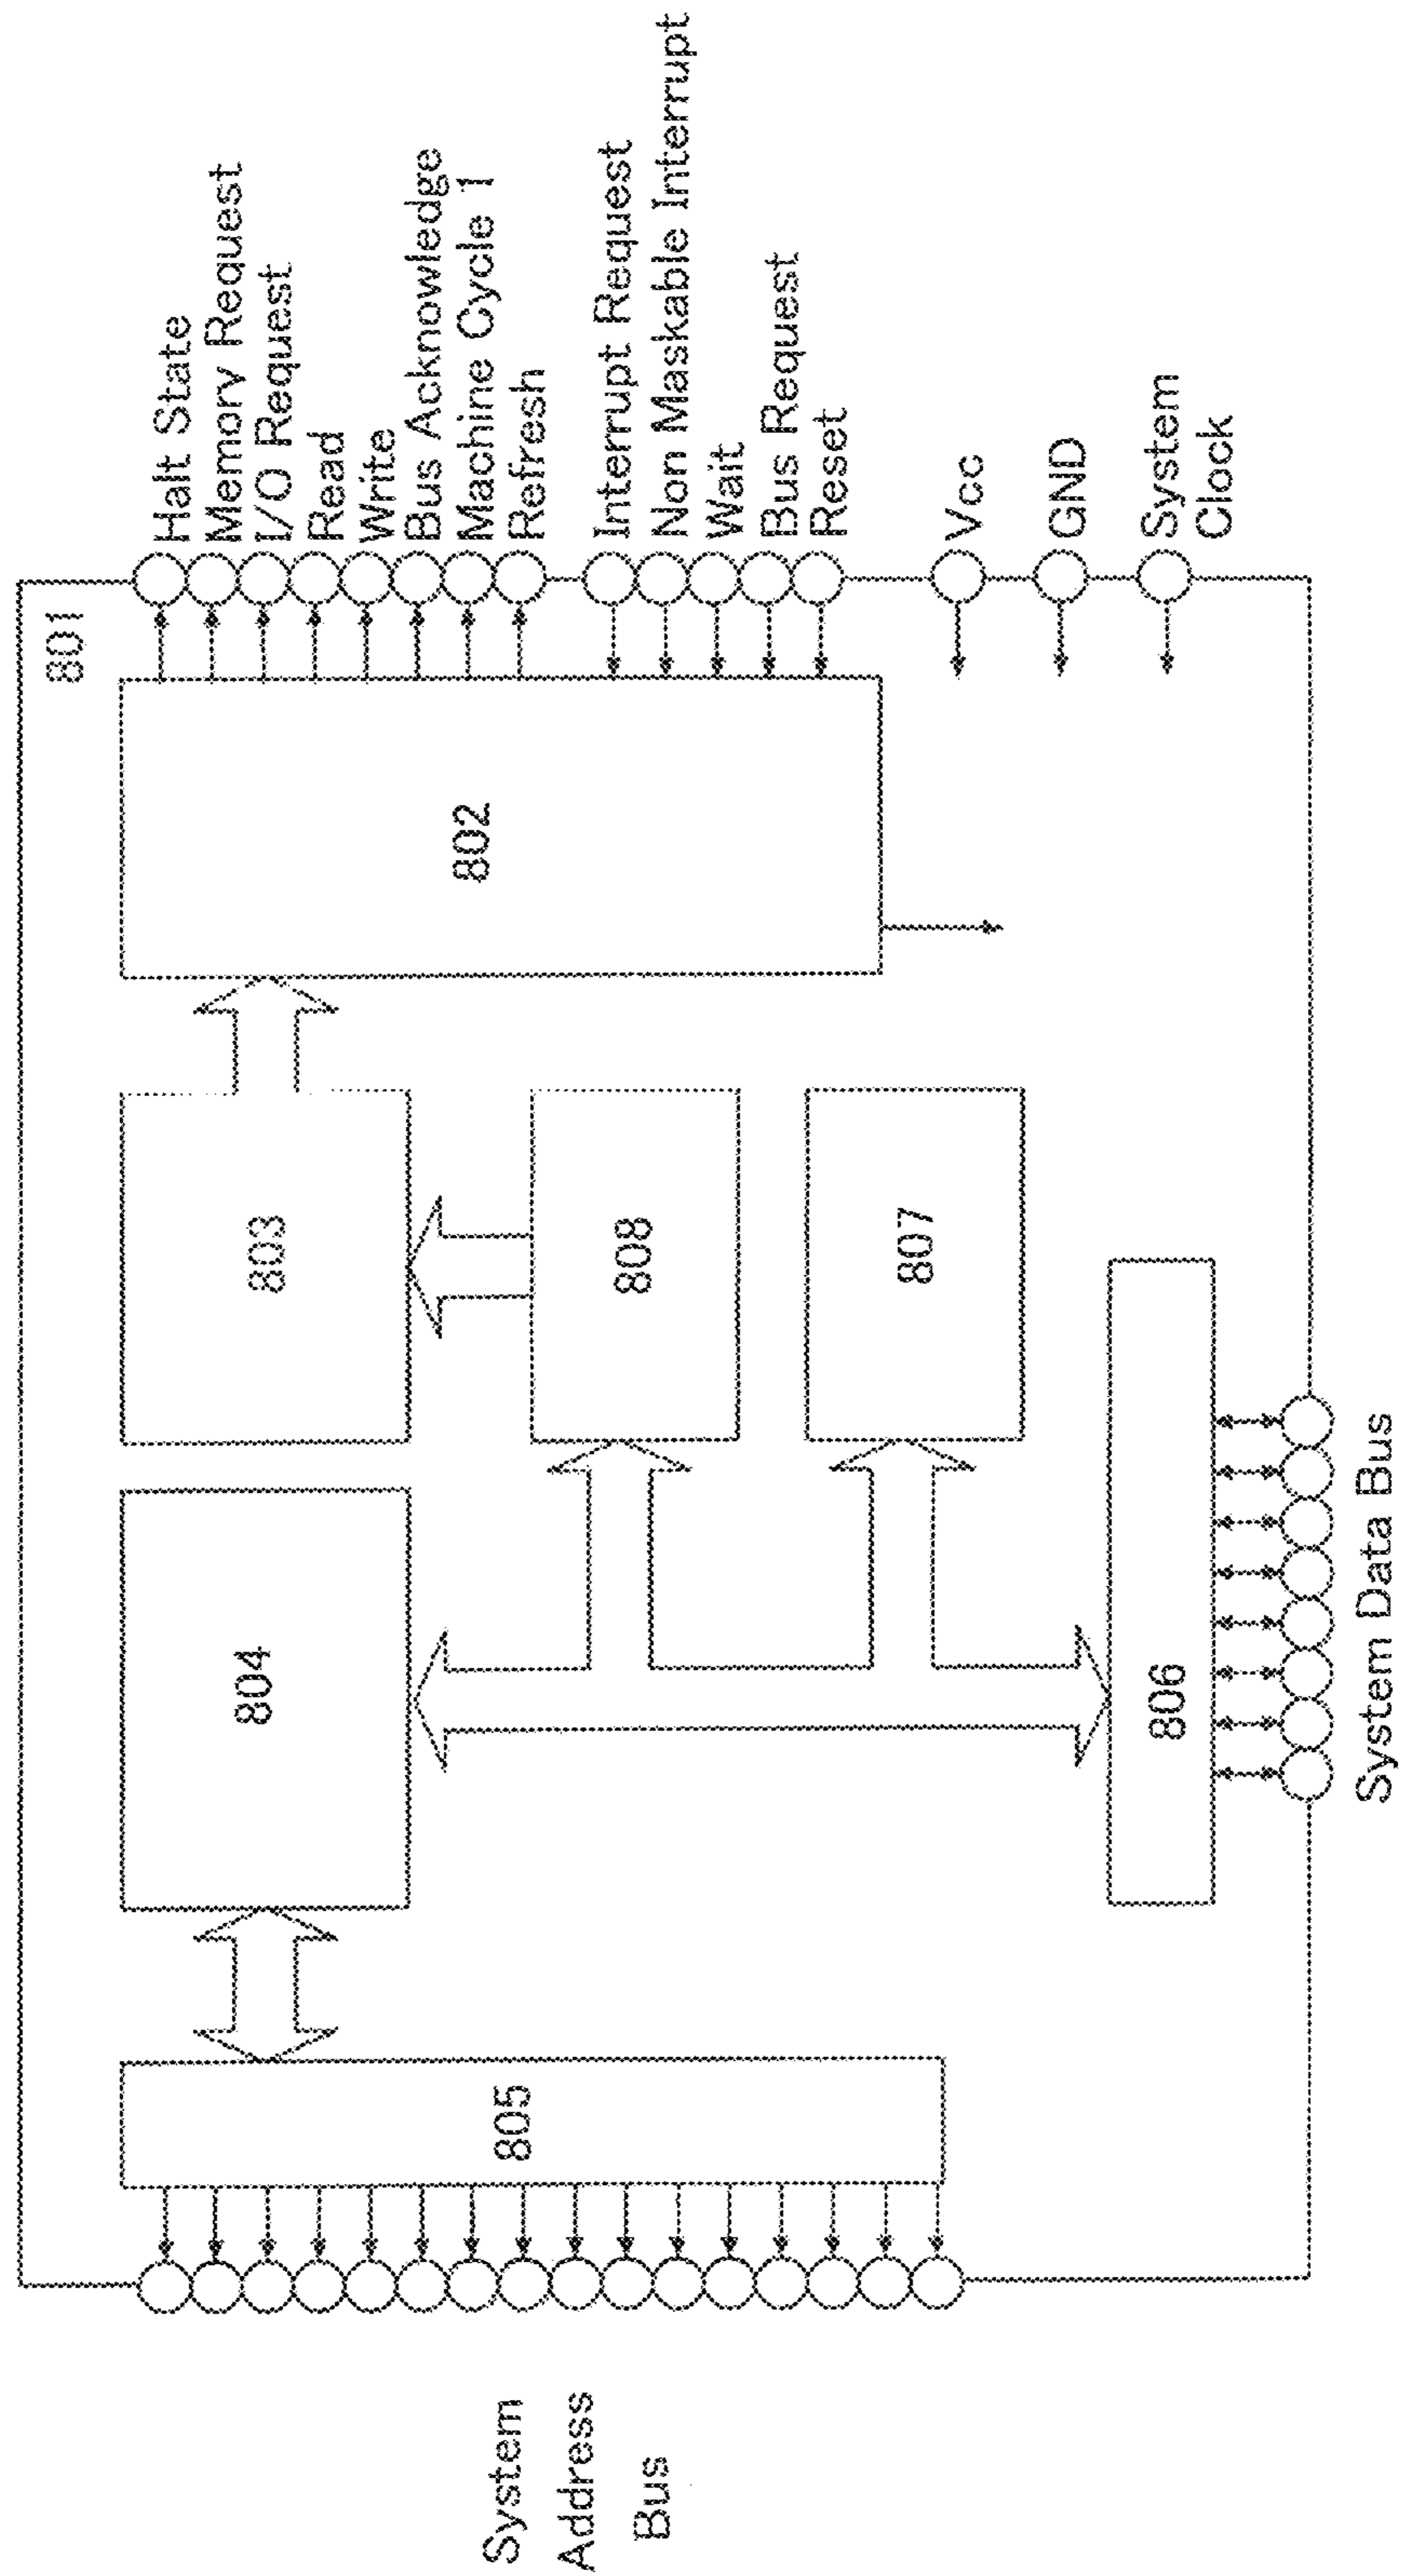 801
Halt State
Memory Request
I/O Request
Read
Write
Bus Acknowledge
Machine Cycle 1
Refresh
Interrupt Request
Non Maskable Interrupt
Wait
Bus Request
Reset
Vcc
GND
System
Clock
802
803
808
807
804
806
805
System
Address
Bus
System Data Bus